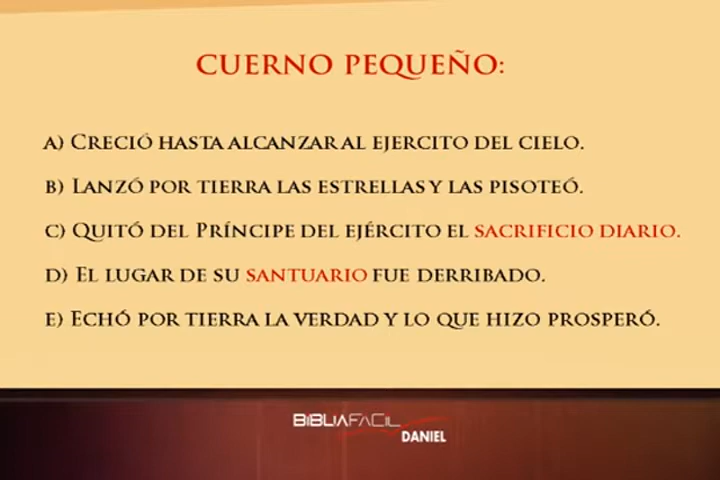 CUERNO PEQUEÑO:
A) CRECIÓ HASTA ALCANZAR AL EJERCITO DEL CIELO.
B) LANZÓ POR TIERRA LAS ESTRELLAS Y LAS PISOTEÓ.
C) QUITÓ DEL PRÍNCIPE DEL EJÉRCITO EL SACRIFICIO DIARIO.
D) EL LUGAR DE SU SANTUARIO FUE DERRIBADO.
E) ECHÓ POR TIERRA LA VERDAD Y LO QUE HIZO PROSPERÓ.
BIBLIAFACIL
DANIEL